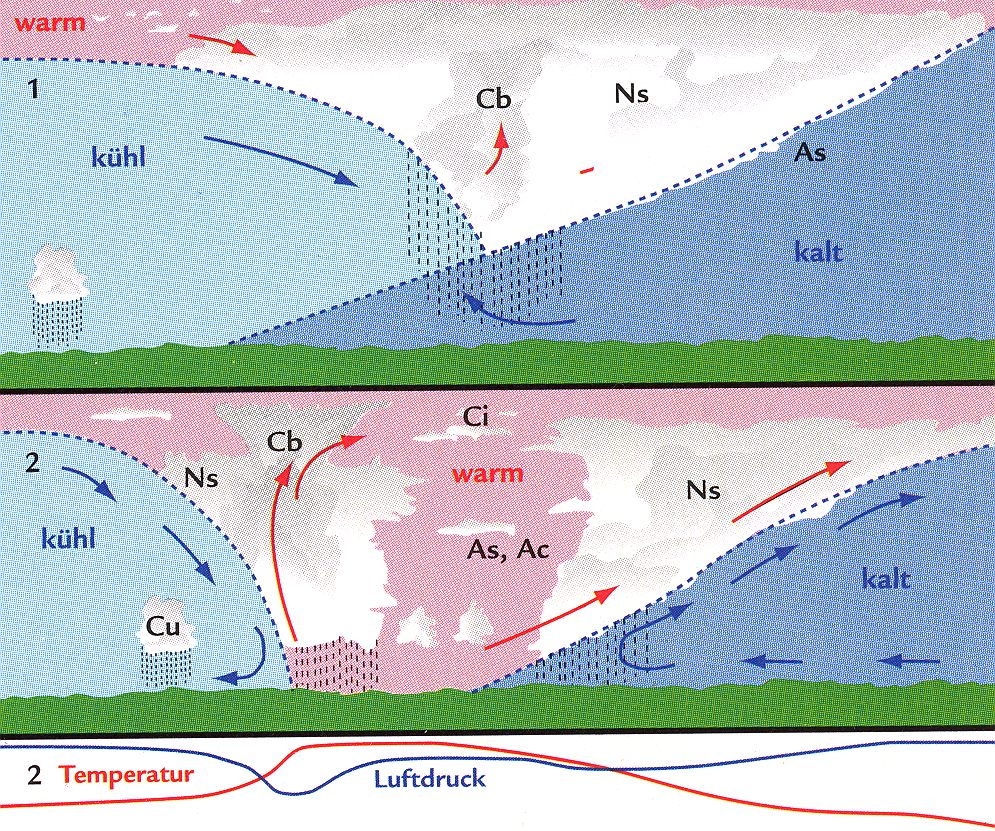 warm
1
Cb
Ns
kühl
As
kalt
2
Ci
Cb
Ns
warm
Ns
kühl
As, Ac
kalt
Cu
2 Temperatur
Luftdruck